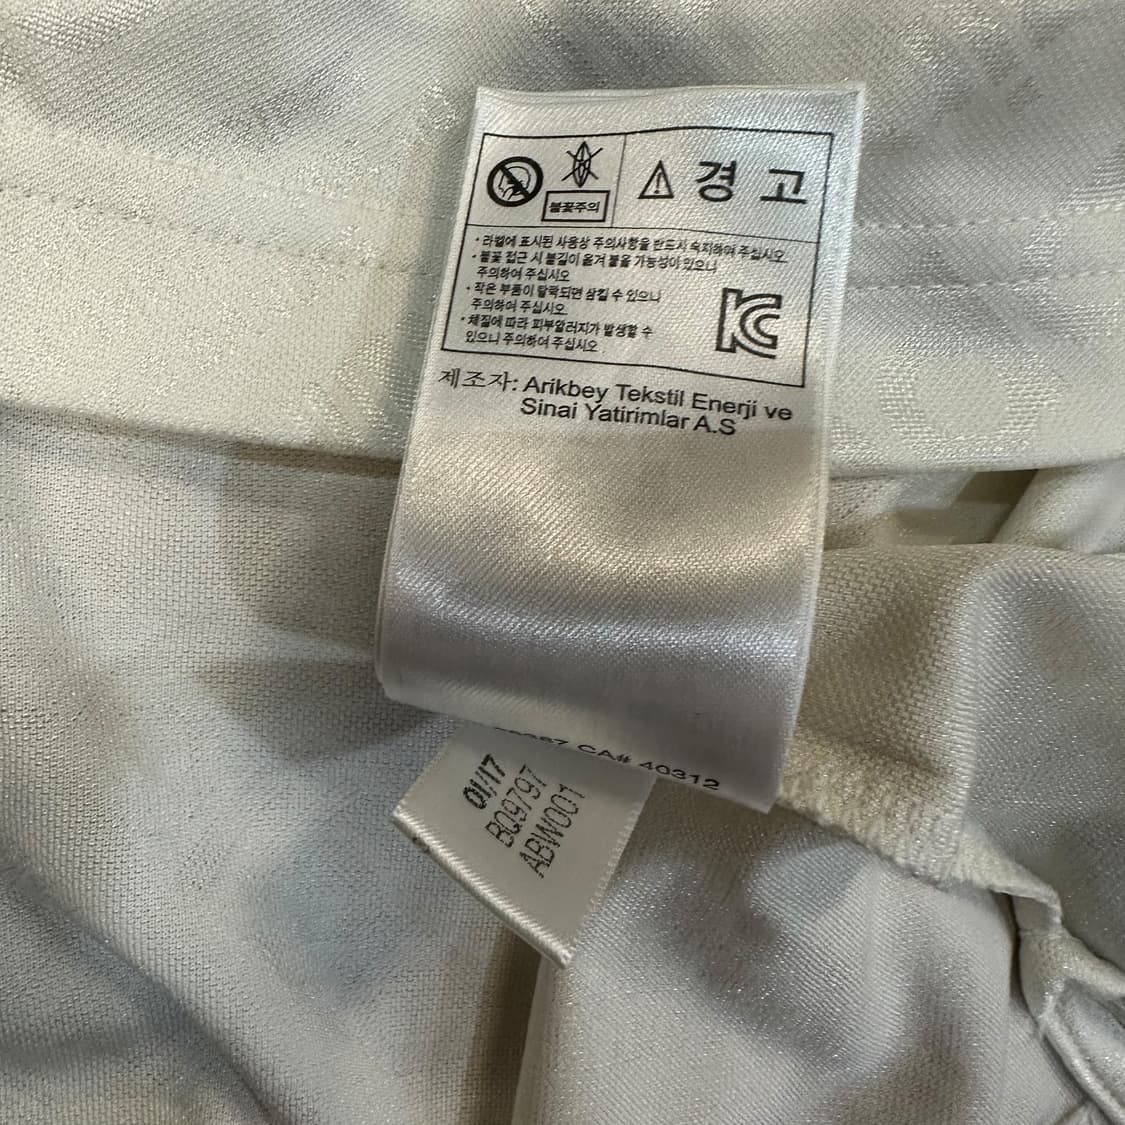 불꽃주의
⚠ 경 고
• 라벨에 표시된 사용상 주의사항을 반드시 숙지하여 주십시오.
• 불꽃 접근 시 불길이 옮겨 붙을 가능성이 있으니
주의하여 주십시오
• 작은 부품이 탈락되면 삼킬 수 있으니
주의하여 주십시오.
• 체질에 따라 피부알러지가 발생할 수
있으니 주의하여 주십시오 .
KC
제조자: Arikbey Tekstil Enerji ve
Sinai Yatirimlar A.S
CA# 40312
01/17
BQ9797
ABW001